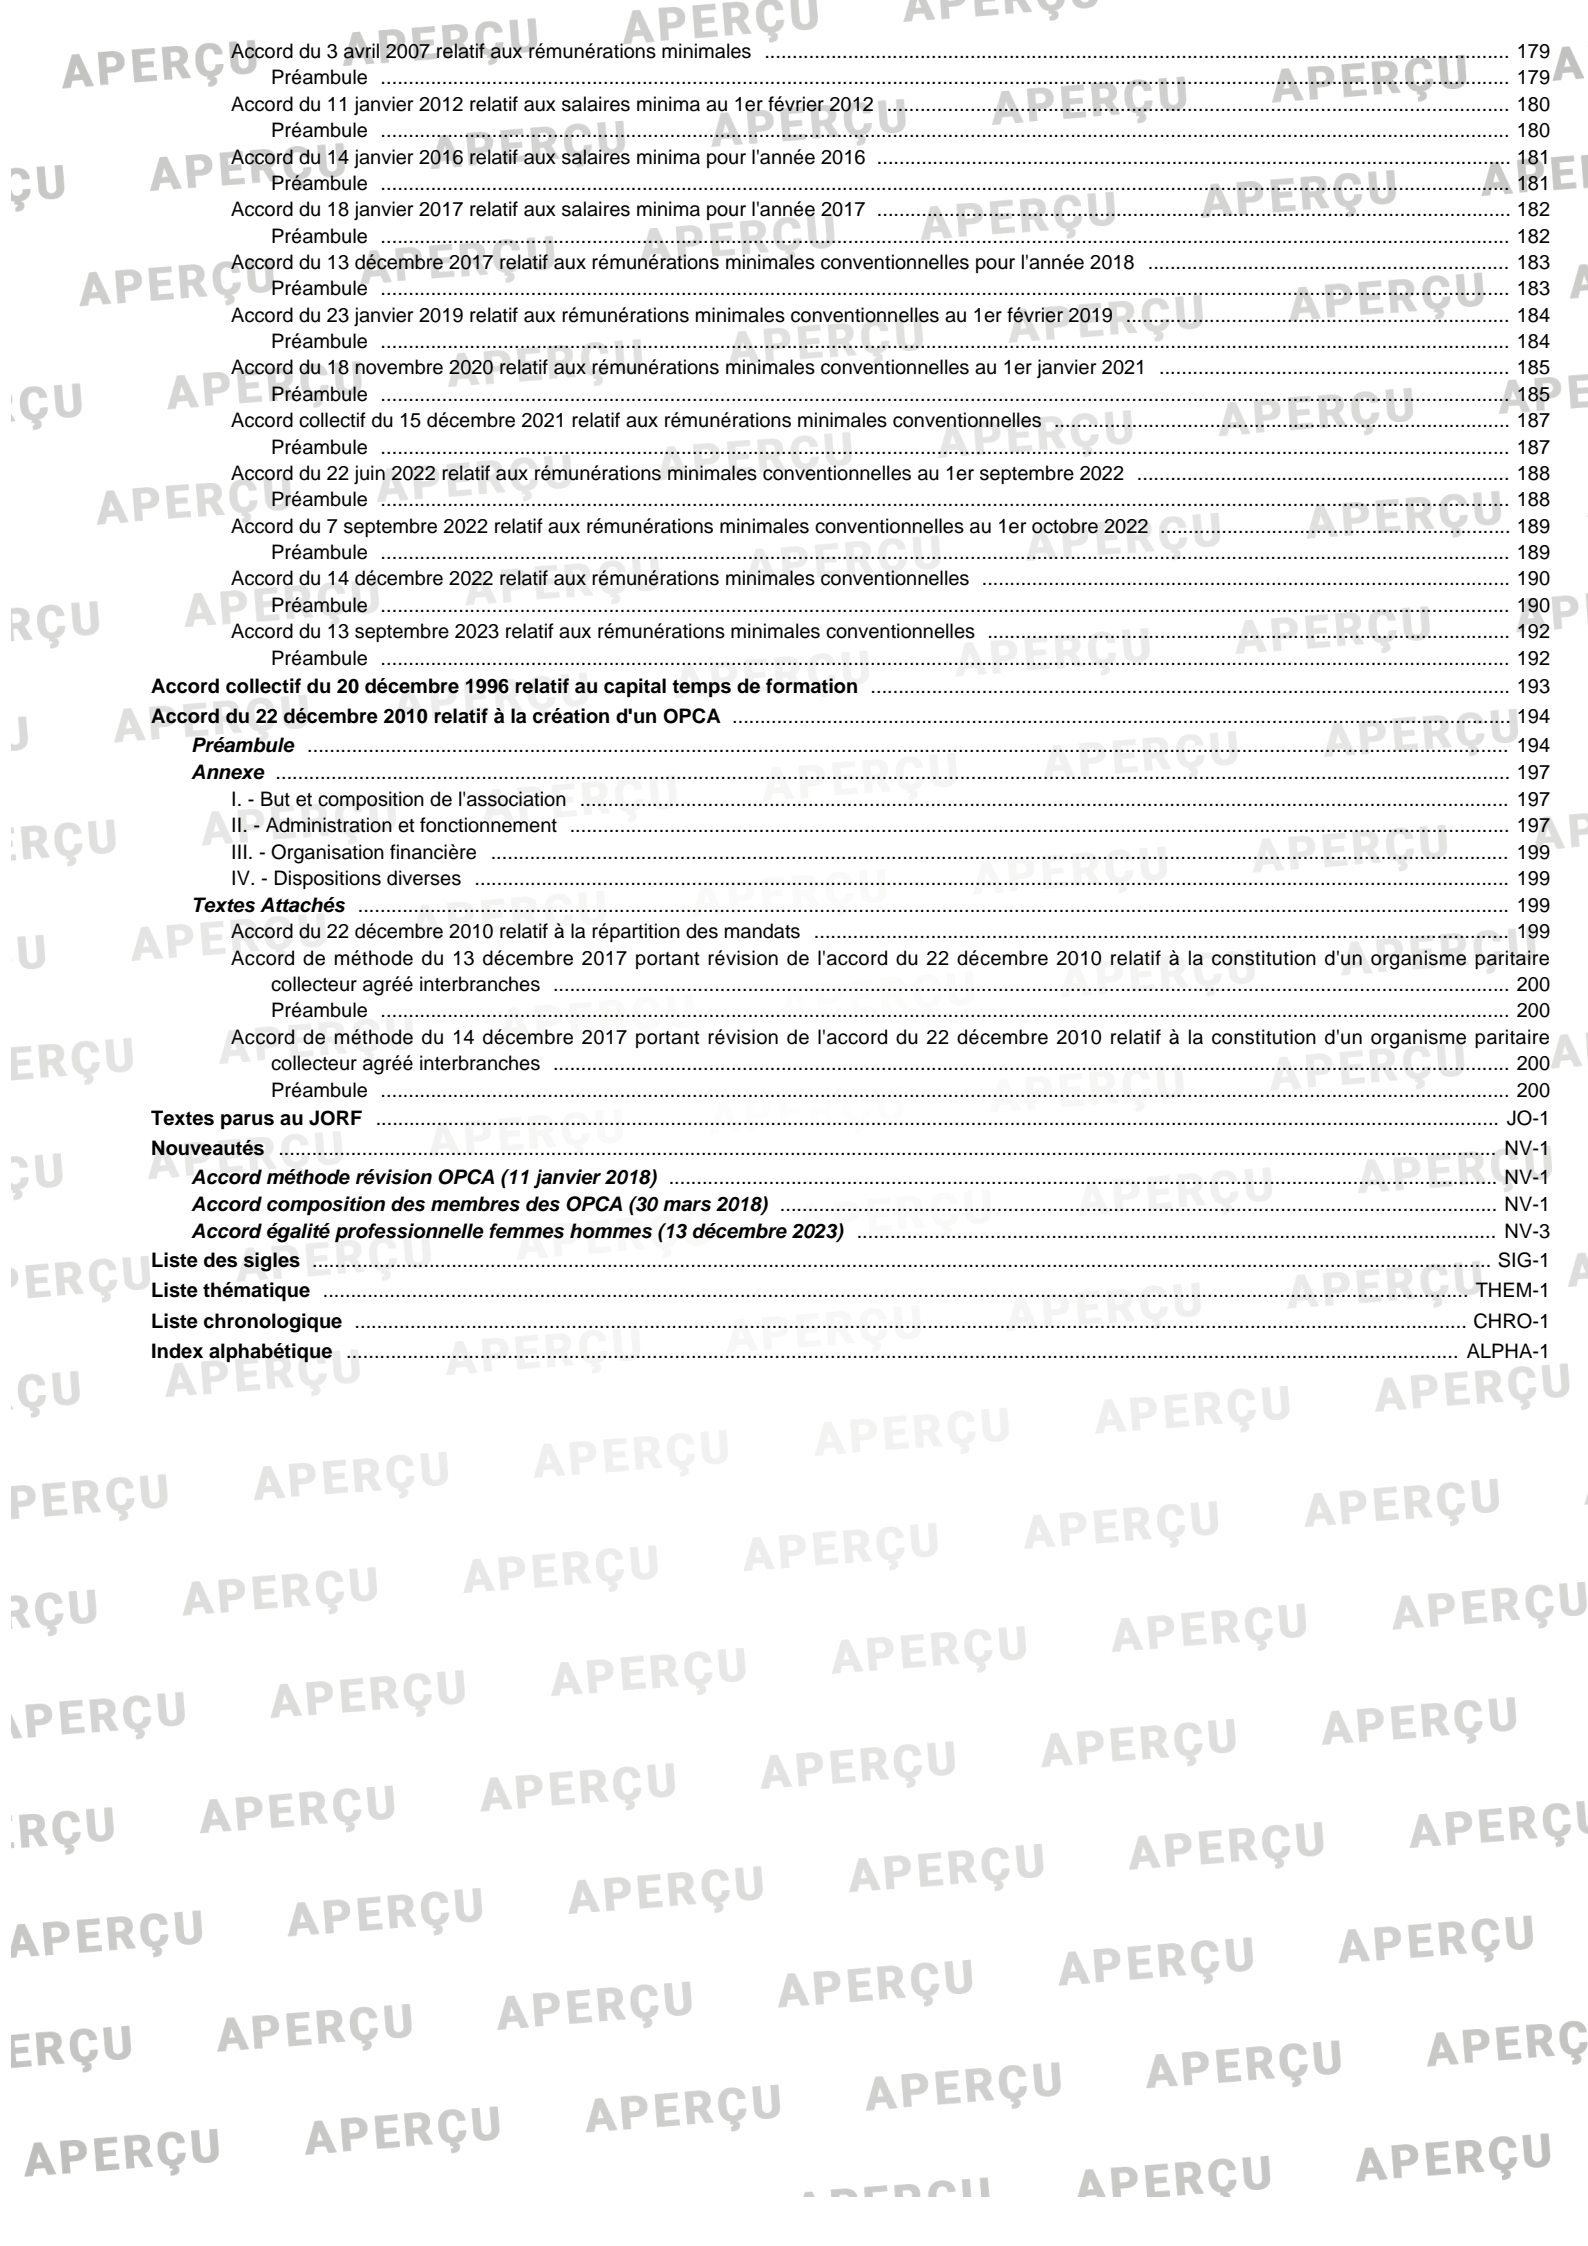 Accord du 3 avril 2007 relatif aux rémunérations minimales ........ 179
Préambule ........ 179
Accord du 11 janvier 2012 relatif aux salaires minima au 1er février 2012 ........ 180
Préambule ........ 180
Accord du 14 janvier 2016 relatif aux salaires minima pour l'année 2016 ........ 181
Préambule ........ 181
Accord du 18 janvier 2017 relatif aux salaires minima pour l'année 2017 ........ 182
Préambule ........ 182
Accord du 13 décembre 2017 relatif aux rémunérations minimales conventionnelles pour l'année 2018 ........ 183
Préambule ........ 183
Accord du 23 janvier 2019 relatif aux rémunérations minimales conventionnelles au 1er février 2019 ........ 184
Préambule ........ 184
Accord du 18 novembre 2020 relatif aux rémunérations minimales conventionnelles au 1er janvier 2021 ........ 185
Préambule ........ 185
Accord collectif du 15 décembre 2021 relatif aux rémunérations minimales conventionnelles ........ 187
Préambule ........ 187
Accord du 22 juin 2022 relatif aux rémunérations minimales conventionnelles au 1er septembre 2022 ........ 188
Préambule ........ 188
Accord du 7 septembre 2022 relatif aux rémunérations minimales conventionnelles au 1er octobre 2022 ........ 189
Préambule ........ 189
Accord du 14 décembre 2022 relatif aux rémunérations minimales conventionnelles ........ 190
Préambule ........ 190
Accord du 13 septembre 2023 relatif aux rémunérations minimales conventionnelles ........ 192
Préambule ........ 192
Accord collectif du 20 décembre 1996 relatif au capital temps de formation ........ 193
Accord du 22 décembre 2010 relatif à la création d'un OPCA ........ 194
Préambule ........ 194
Annexe ........ 197
I. - But et composition de l'association ........ 197
II. - Administration et fonctionnement ........ 197
III. - Organisation financière ........ 199
IV. - Dispositions diverses ........ 199
Textes Attachés ........ 199
Accord du 22 décembre 2010 relatif à la répartition des mandats ........ 199
Accord de méthode du 13 décembre 2017 portant révision de l'accord du 22 décembre 2010 relatif à la constitution d'un organisme paritaire
collecteur agréé interbranches ........ 200
Préambule ........ 200
Accord de méthode du 14 décembre 2017 portant révision de l'accord du 22 décembre 2010 relatif à la constitution d'un organisme paritaire
collecteur agréé interbranches ........ 200
Préambule ........ 200
Textes parus au JORF ........ JO-1
Nouveautés ........ NV-1
Accord méthode révision OPCA (11 janvier 2018) ........ NV-1
Accord composition des membres des OPCA (30 mars 2018) ........ NV-1
Accord égalité professionnelle femmes hommes (13 décembre 2023) ........ NV-3
Liste des sigles ........ SIG-1
Liste thématique ........ THEM-1
Liste chronologique ........ CHRO-1
Index alphabétique ........ ALPHA-1
APERÇU